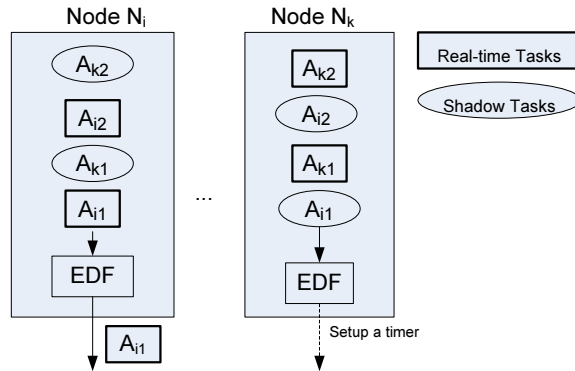 Node Ni
Ak2
Ai2
Ak1
Ai1
EDF
Ai1
...
Node Nk
Ak2
Ai2
Ak1
Ai1
EDF
Setup a timer
Real-time Tasks
Shadow Tasks